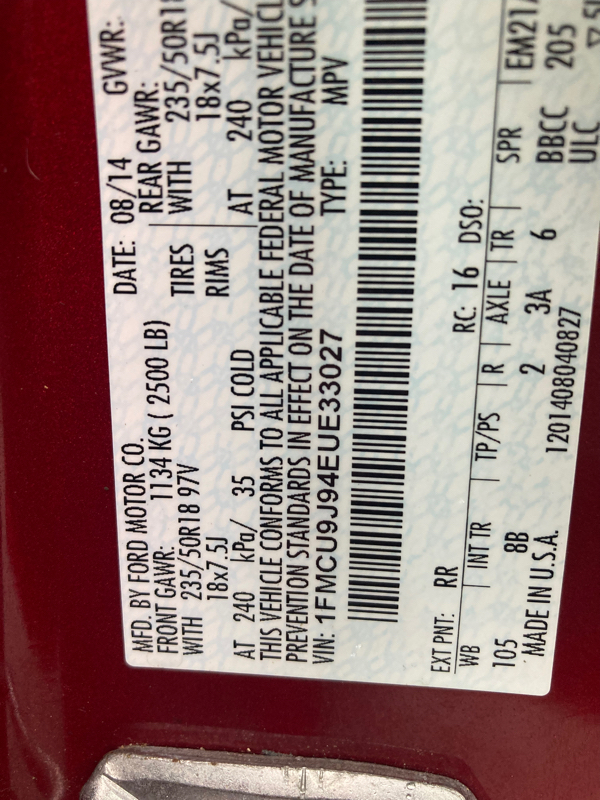 MFD. BY FORD MOTOR CO. DATE: 08/14 GVWR:
FRONT GAWR: 1134 KG ( 2500 LB) REAR GAWR:
WITH 235/50R18 97V TIRES WITH 235/50R18
18x7.5J RIMS 18x7.5J
AT 240 kPa/ 35 PSI COLD AT 240 kPa/
THIS VEHICLE CONFORMS TO ALL APPLICABLE FEDERAL MOTOR VEHICL
PREVENTION STANDARDS IN EFFECT ON THE DATE OF MANUFACTURE S
VIN: 1FMCU9J94EUE33027 TYPE: MPV
EXT PNT: RR RC: 16 DSO:
WB INT TR TP/PS R AXLE TR SPR EM21
105 8B 2 3A 6 BBCC 205
MADE IN U.S.A. 1201408040827 ULC